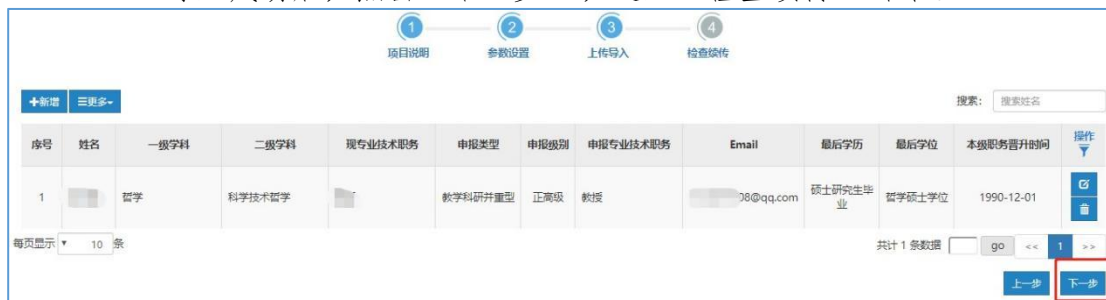 1 2 3 4
项目说明 参数设置 上传导入 检查续传
+新增 更多 搜索: 搜索姓名
序号 姓名 一级学科 二级学科 现专业技术职务 申报类型 申报级别 申报专业技术职务 Email 最后学历 最后学位 本级职务晋升时间 操作
1 哲学 科学技术哲学 教学科研并重型 正高级 教授 08@qq.com 硕士研究生毕业 哲学硕士学位 1990-12-01
每页显示 10 条 共计 1 条数据 go << 1 >>
上一步 下一步